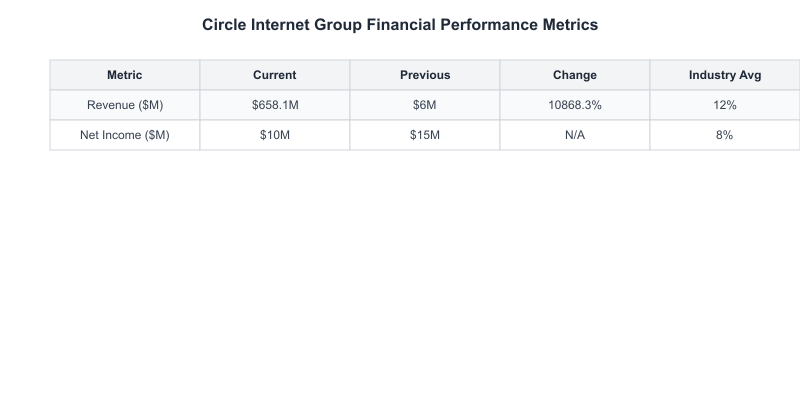 Circle Internet Group Financial Performance Metrics
Metric Current Previous Change Industry Avg
Revenue ($M) $658.1M $6M 10868.3% 12%
Net Income ($M) $10M $15M N/A 8%